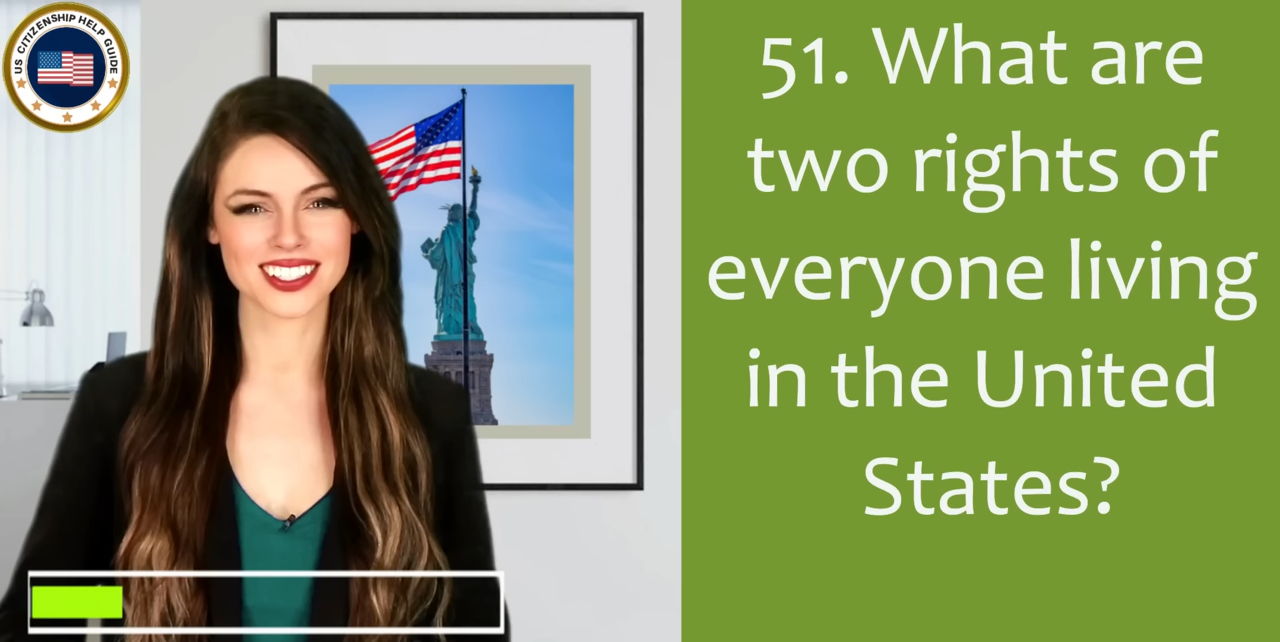 US CITIZENSHIP HELP GUIDE
51. What are
two rights of
everyone living
in the United
States?